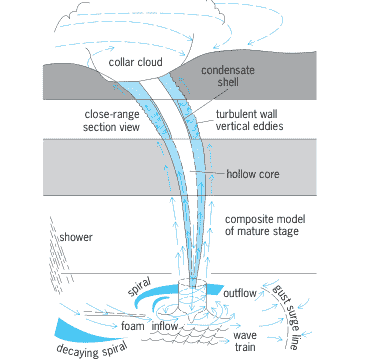 collar cloud
condensate
shell
close-range
section view
turbulent wall
vertical eddies
hollow core
composite model
of mature stage
shower
spiral
outflow
gust surge line
foam
inflow
wave
train
decaying spiral